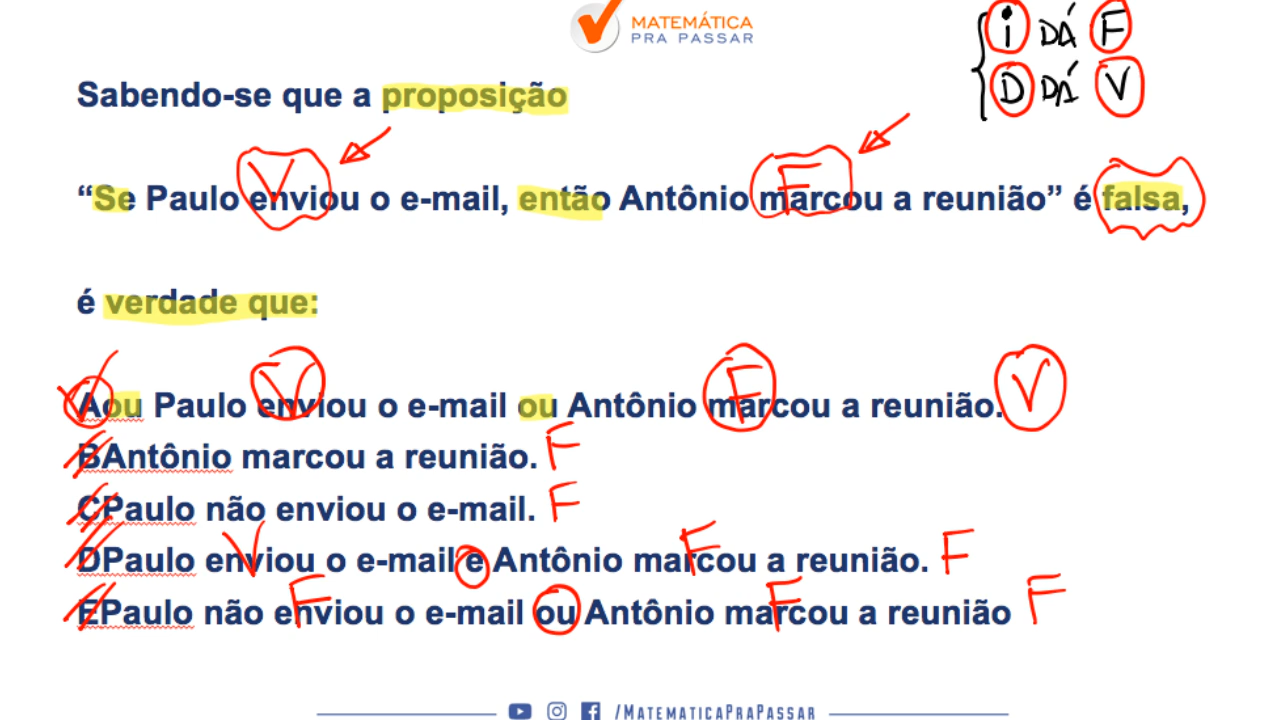 MATEMÁTICA
PRA PASSAR
i DÁ F
D DÁ V
Sabendo-se que a proposição
V F
“Se Paulo enviou o e-mail, então Antônio marcou a reunião” é falsa,
é verdade que:
V F V
Aou Paulo enviou o e-mail ou Antônio marcou a reunião.
BAntônio marcou a reunião. F
CPaulo não enviou o e-mail. F
V F F
DPaulo enviou o e-mail e Antônio marcou a reunião.
F F F
EPaulo não enviou o e-mail ou Antônio marcou a reunião
/MATEMATICAPRAPASSAR